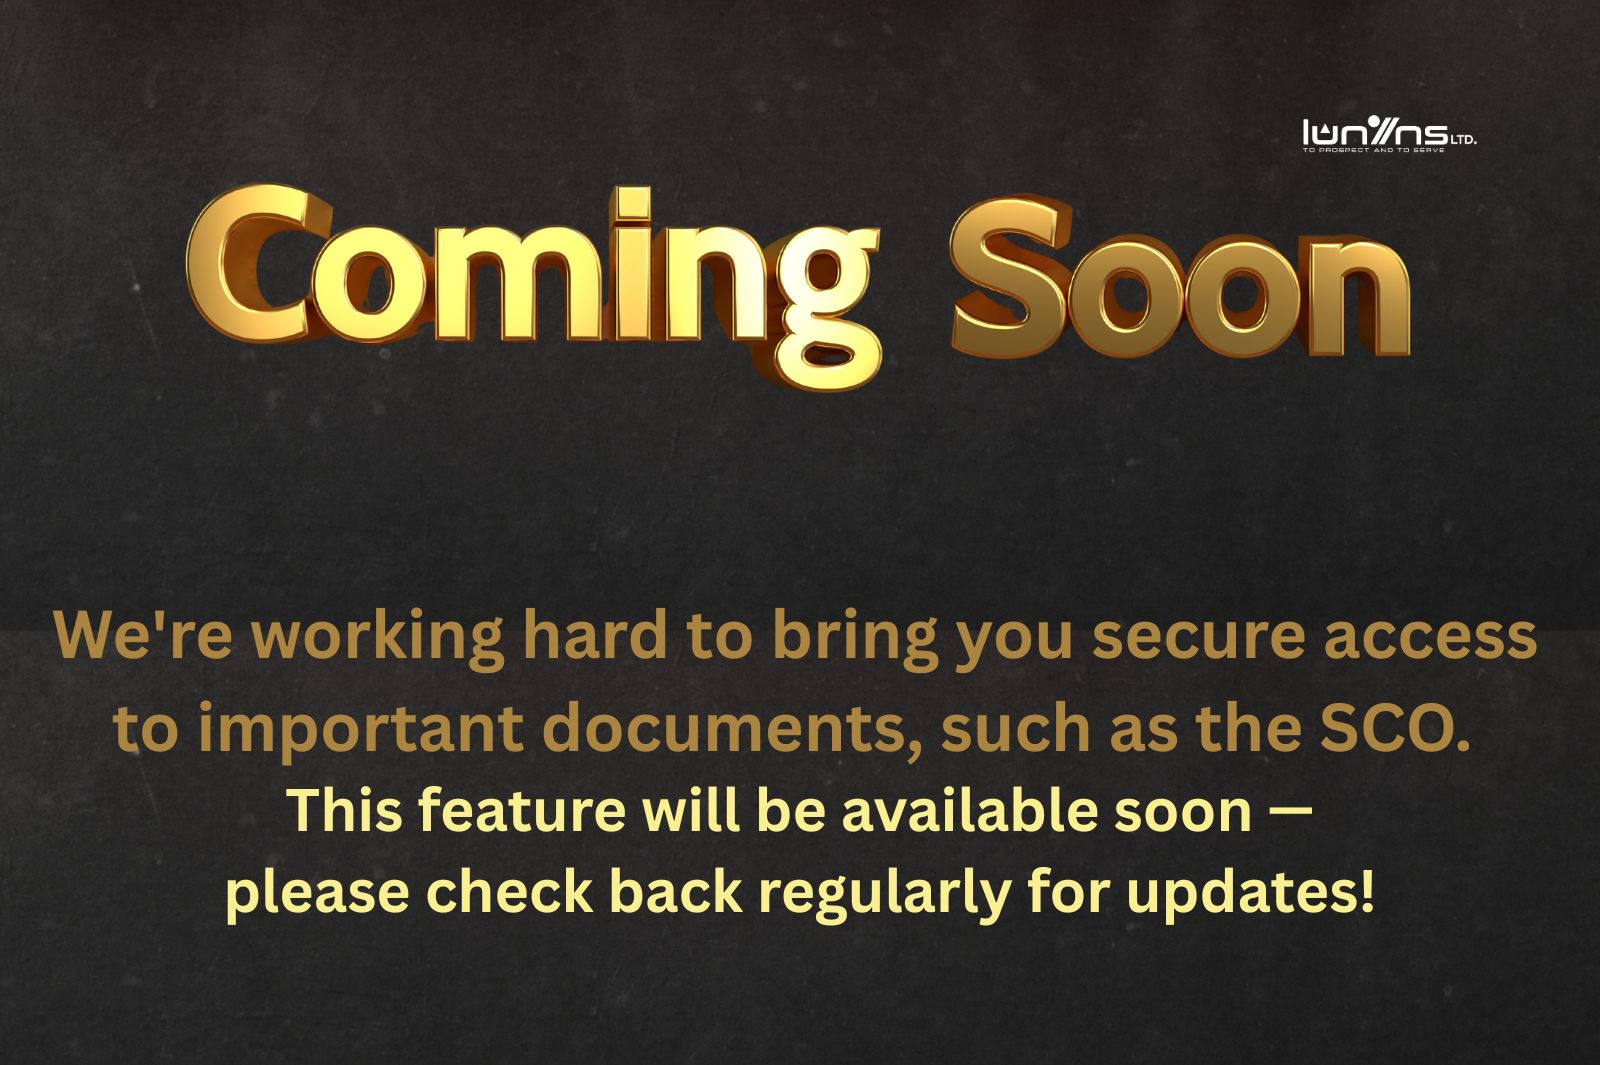 LTD.
TO PROSPECT AND TO SERVE
Coming Soon
We're working hard to bring you secure access
to important documents, such as the SCO.
This feature will be available soon —
please check back regularly for updates!